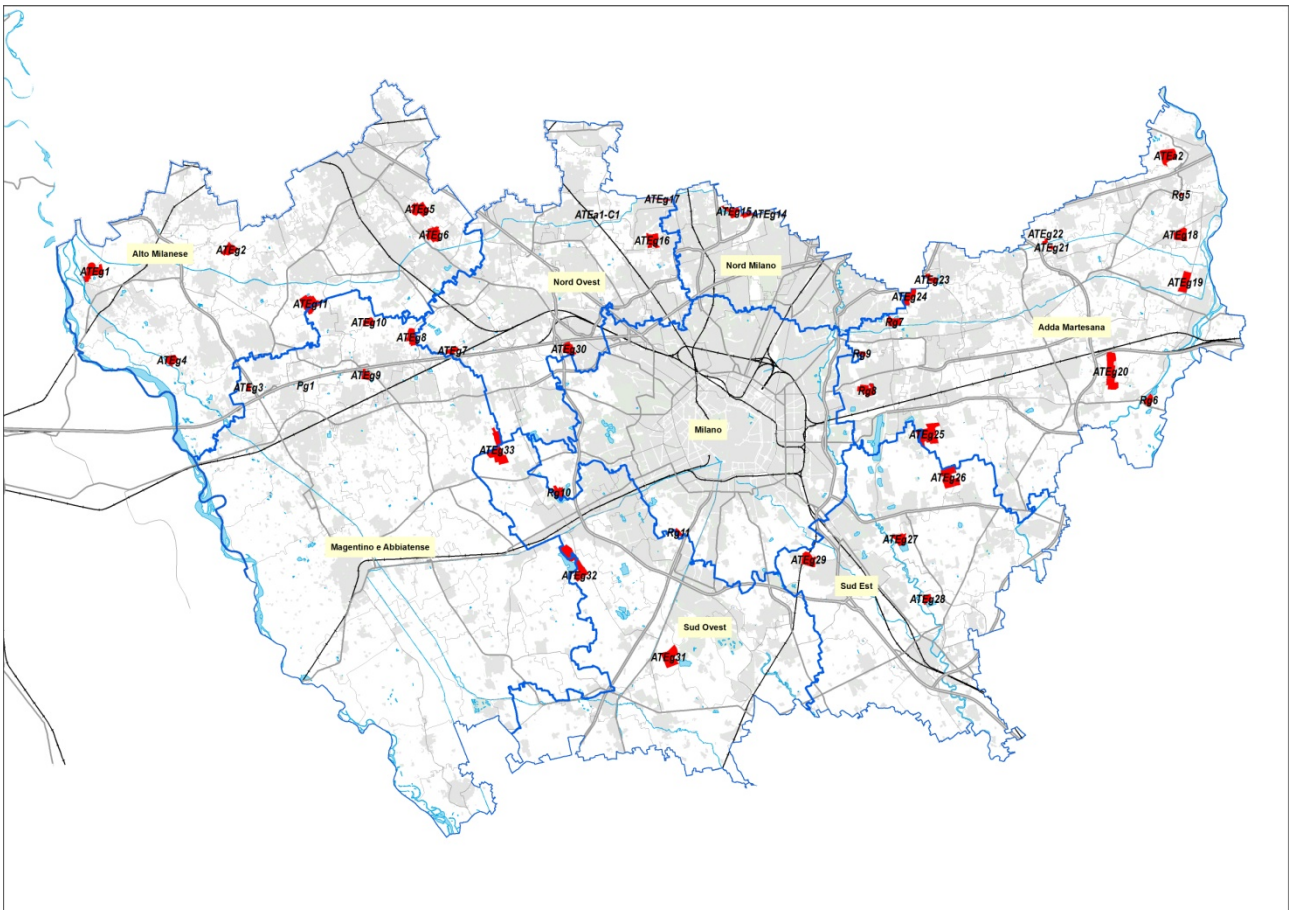 ATEa2
Rg5
ATEg17
ATEg5
ATEa1-C1
ATEg15
ATEg14
ATEg6
ATEg16
ATEg22
ATEg18
ATEg21
Alto Milanese
ATEg2
Nord Milano
ATEg1
Nord Ovest
ATEg23
ATEg19
ATEg24
ATEg11
ATEg10
Rg7
Adda Martesana
ATEg8
ATEg7
ATEg30
Rg9
ATEg4
ATEg20
ATEg9
ATEg3
Pg1
Rg8
Rg6
Milano
ATEg25
ATEg33
ATEg26
Rg10
Rg11
ATEg27
Magentino e Abbiatense
ATEg29
ATEg32
Sud Est
ATEg28
Sud Ovest
ATEg31